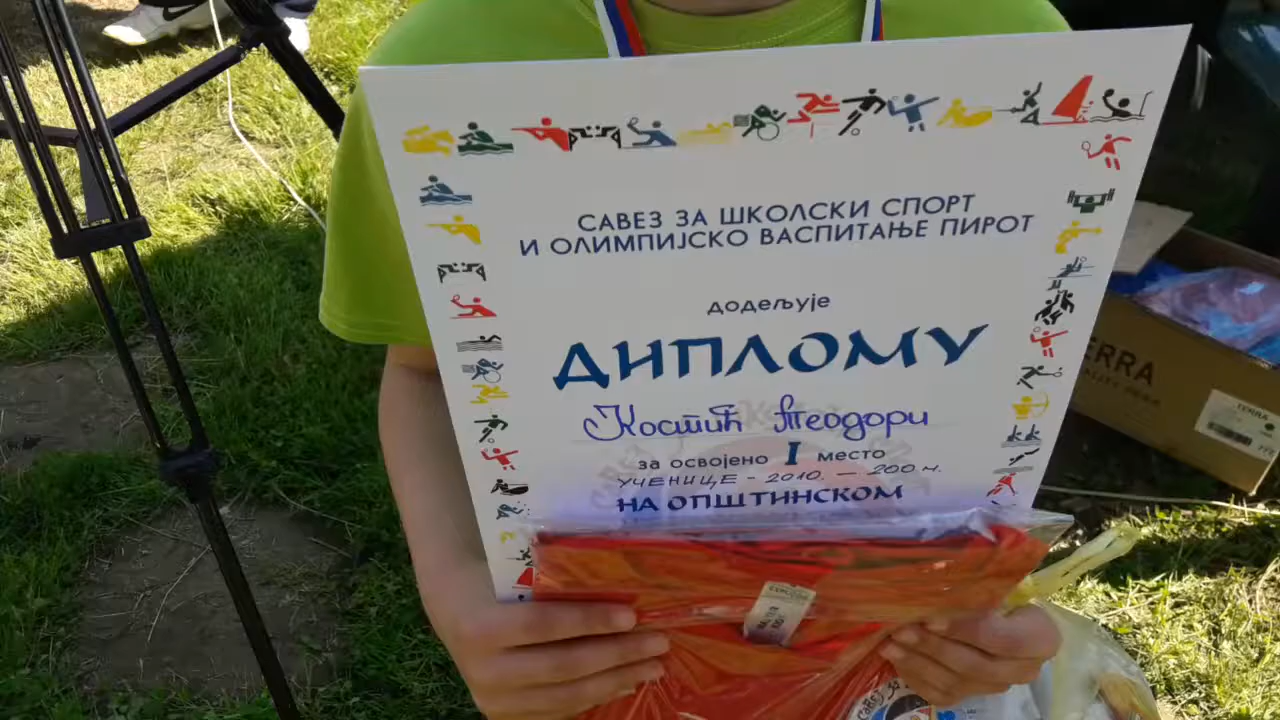 САВЕЗ ЗА ШКОЛСКИ СПОРТ
И ОЛИМПИЈСКО ВАСПИТАЊЕ ПИРОТ
додељује
ДИПЛОМУ
Костић Теодори
за освојено I место
УЧЕНИЦЕ - 2010. - 200 м.
НА ОПШТИНСКОМ
TERRA